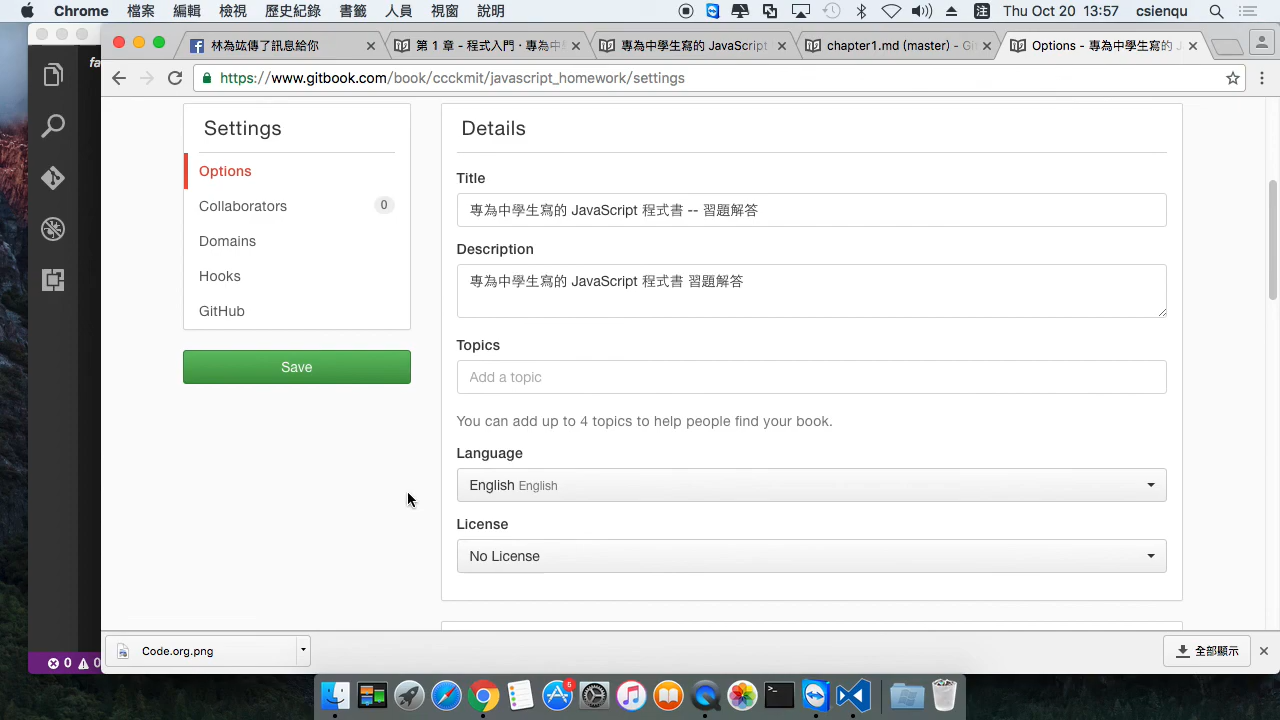 Chrome 檔案 編輯 檢視 歷史紀錄 書籤 人員 視窗 說明 注 Thu Oct 20 13:57 csienqu
林為竑傳了訊息給你
第 1 章 - 程式入門 · 專為中
專為中學生寫的 JavaScript
chapter1.md (master) - Gi
Options - 專為中學生寫的 J
https://www.gitbook.com/book/ccckmit/javascript_homework/settings
fa
Settings
Options
Collaborators 0
Domains
Hooks
GitHub
Save
Details
Title
專為中學生寫的 JavaScript 程式書 -- 習題解答
Description
專為中學生寫的 JavaScript 程式書 習題解答
Topics
Add a topic
You can add up to 4 topics to help people find your book.
Language
English English
License
No License
Code.org.png
全部顯示
0 0
6